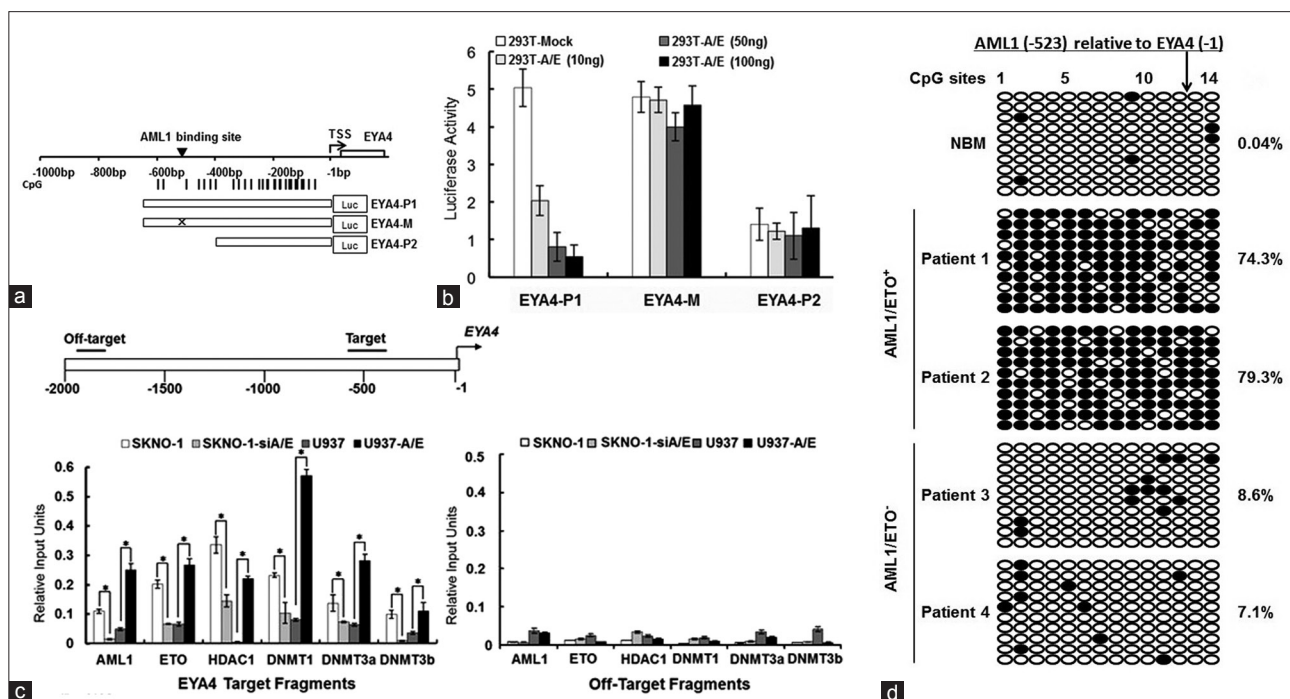 AML1 binding site
TSS
EYA4
-1000bp -800bp -600bp -400bp -200bp -1bp
CpG
Luc EYA4-P1
Luc EYA4-M
Luc EYA4-P2
a
293T-Mock 293T-A/E (50ng)
293T-A/E (10ng) 293T-A/E (100ng)
Luciferase Activity
6
5
4
3
2
1
0
EYA4-P1 EYA4-M EYA4-P2
b
Off-target Target EYA4
-2000 -1500 -1000 -500 -1
SKNO-1 SKNO-1-siA/E U937 U937-A/E
Relative Input Units
0.6
0.5
0.4
0.3
0.2
0.1
0
* * * * * * * * * * * *
AML1 ETO HDAC1 DNMT1 DNMT3a DNMT3b
EYA4 Target Fragments
SKNO-1 SKNO-1-siA/E U937 U937-A/E
Relative Input Units
0.5
0.4
0.3
0.2
0.1
0
AML1 ETO HDAC1 DNMT1 DNMT3a DNMT3b
Off-Target Fragments
c
AML1 (-523) relative to EYA4 (-1)
CpG sites 1 5 10 14
NBM 0.04%
AML1/ETO+
Patient 1 74.3%
Patient 2 79.3%
AML1/ETO-
Patient 3 8.6%
Patient 4 7.1%
d